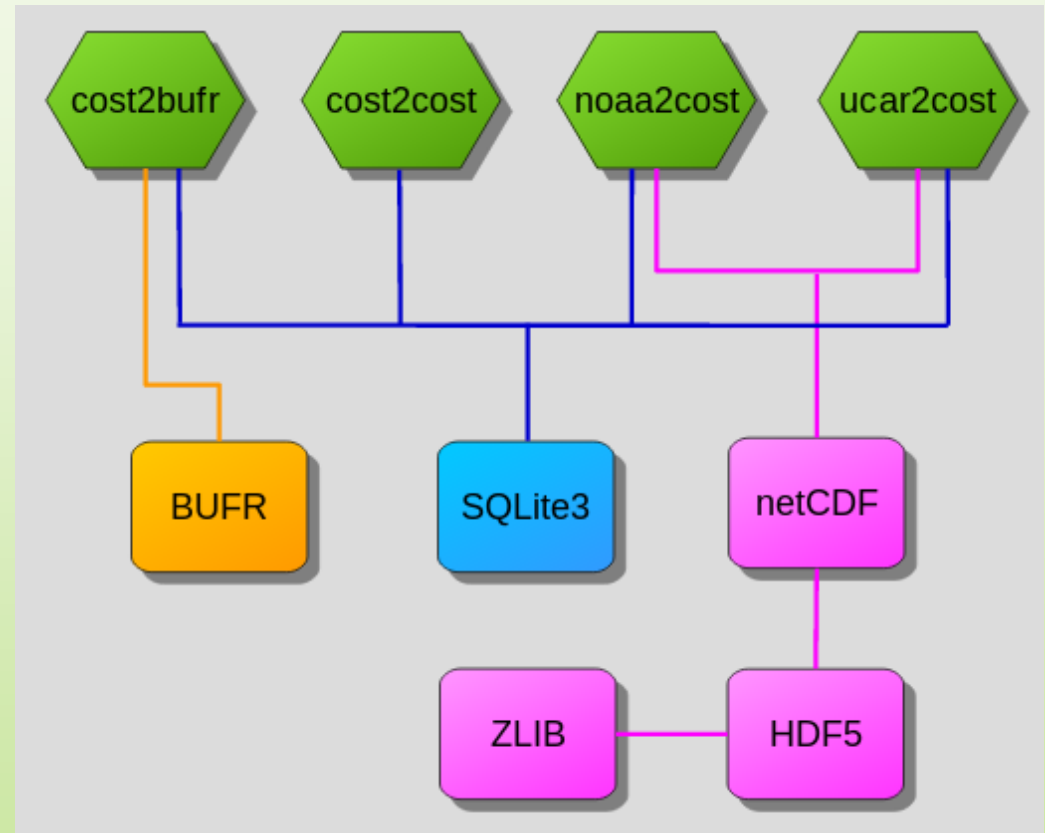 cost2bufr
cost2cost
noaa2cost
ucar2cost
BUFR
SQLite3
netCDF
ZLIB
HDF5